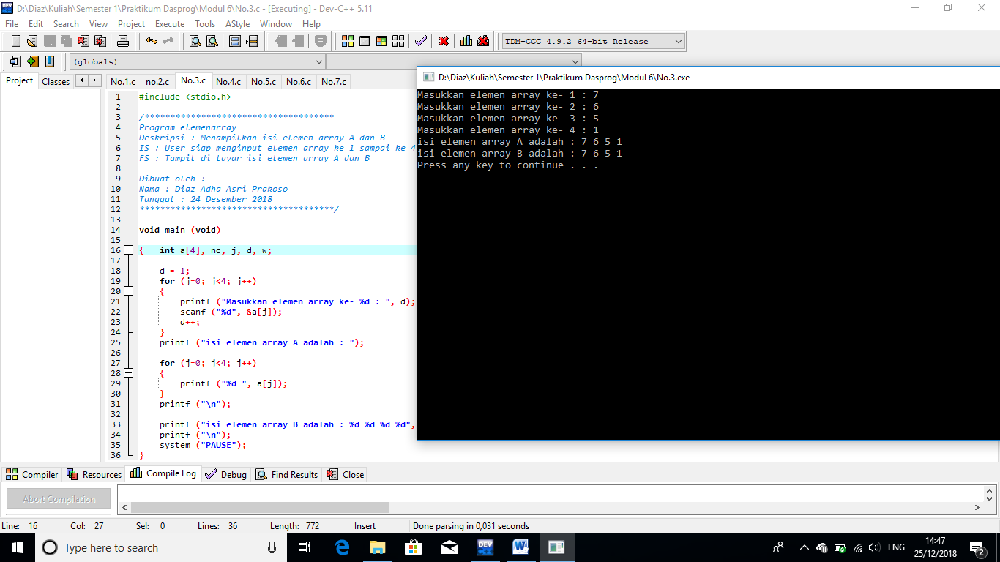 D:\Diaz\Kuliah\Semester 1\Praktikum Dasprog\Modul 6\No.3.c - [Executing] - Dev-C++ 5.11
File Edit Search View Project Execute Tools AStyle Window Help
TDM-GCC 4.9.2 64-bit Release
(globals)
Project Classes
No.1.c no.2.c No.3.c No.4.c No.5.c No.6.c No.7.c
1 #include <stdio.h>
2
3 /*************************************
4 Program elemenarray
5 Deskripsi : Menampilkan isi elemen array A dan B
6 IS : User siap menginput elemen array ke 1 sampai ke 4
7 FS : Tampil di layar isi elemen array A dan B
8
9 Dibuat oleh :
10 Nama : Diaz Adha Asri Prakoso
11 Tanggal : 24 Desember 2018
12 **************************************/
13
14 void main (void)
15
16 { int a[4], no, j, d, w;
17
18 d = 1;
19 for (j=0; j<4; j++)
20 {
21 printf ("Masukkan elemen array ke- %d : ", d);
22 scanf ("%d", &a[j]);
23 d++;
24 }
25 printf ("isi elemen array A adalah : ");
26
27 for (j=0; j<4; j++)
28 {
29 printf ("%d ", a[j]);
30 }
31 printf ("\n");
32
33 printf ("isi elemen array B adalah : %d %d %d %d",
34 printf ("\n");
35 system ("PAUSE");
36 }
D:\Diaz\Kuliah\Semester 1\Praktikum Dasprog\Modul 6\No.3.exe
Masukkan elemen array ke- 1 : 7
Masukkan elemen array ke- 2 : 6
Masukkan elemen array ke- 3 : 5
Masukkan elemen array ke- 4 : 1
isi elemen array A adalah : 7 6 5 1
isi elemen array B adalah : 7 6 5 1
Press any key to continue . . .
Compiler Resources Compile Log Debug Find Results Close
Abort Compilation
Line: 16 Col: 27 Sel: 0 Lines: 36 Length: 772 Insert Done parsing in 0,031 seconds
Type here to search
DEV
ENG
14:47
25/12/2018
2